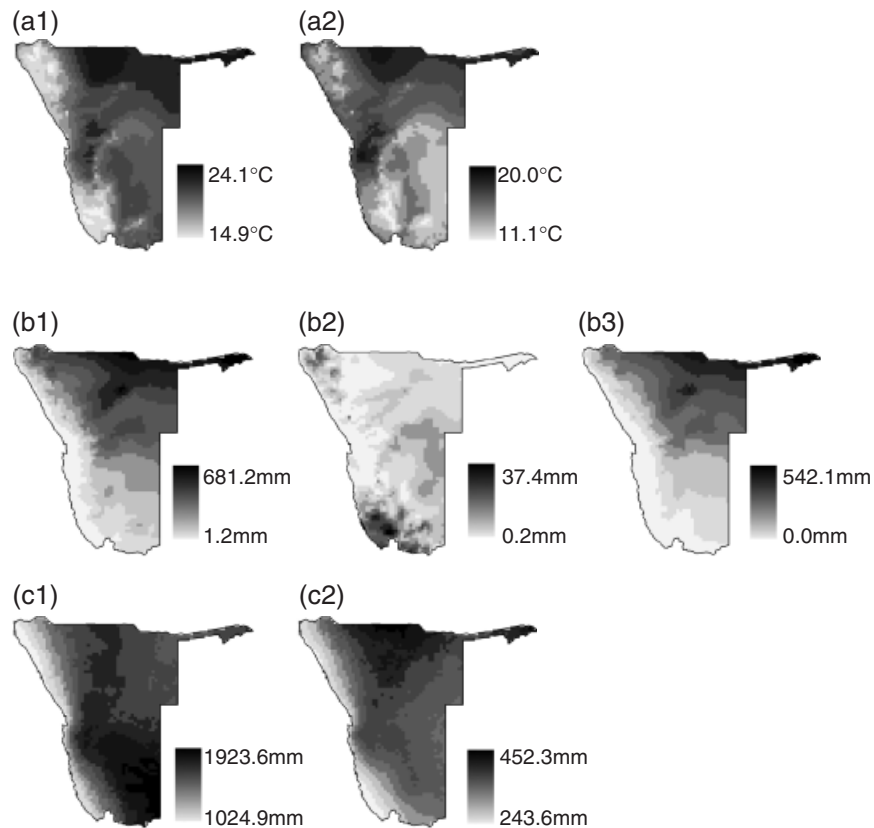 (a1)
(a2)
24.1°C
14.9°C
20.0°C
11.1°C
(b1)
(b2)
(b3)
681.2mm
1.2mm
37.4mm
0.2mm
542.1mm
0.0mm
(c1)
(c2)
1923.6mm
1024.9mm
452.3mm
243.6mm